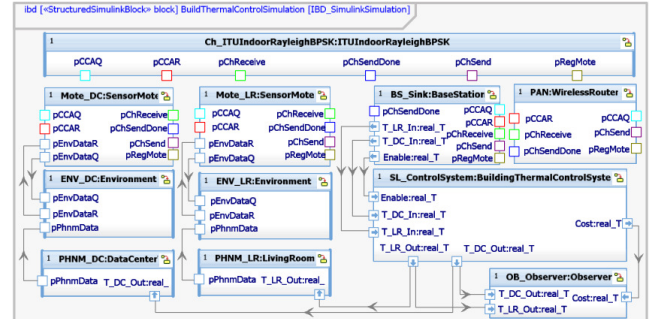 ibd [«StructuredSimulinkBlock» block] BuildThermalControlSimulation [IBD_SimulinkSimulation]
1 Ch_ITUIndoorRayleighBPSK:ITUIndoorRayleighBPSK
pCCAQ pCCAR pChReceive pChSendDone pChSend pRegMote
1 Mote_DC:SensorMote
pCCAQ pChReceive
pCCAR pChSendDone
pEnvDataR pChSend
pEnvDataQ pRegMote
1 Mote_LR:SensorMote
pCCAQ pChReceive
pCCAR pChSendDone
pEnvDataR pChSend
pEnvDataQ pRegMote
1 BS_Sink:BaseStation
pChSendDone pCCAQ
T_LR_In:real_T pCCAR
T_DC_In:real_T pChReceive
pChSend
Enable:real_T pRegMote
1 PAN:WirelessRouter
pCCAR pCCAQ
pChReceive pChSend
pChSendDone pRegMote
1 ENV_DC:Environment
pEnvDataQ
pEnvDataR
pPhnmData
1 ENV_LR:Environment
pEnvDataQ
pEnvDataR
pPhnmData
1 SL_ControlSystem:BuildingThermalControlSyste
Enable:real_T
T_DC_In:real_T
Cost:real_T
T_LR_In:real_T
T_LR_Out:real_T T_DC_Out:real_T
1 PHNM_DC:DataCenter
pPhnmData T_DC_Out:real_
1 PHNM_LR:LivingRoom
pPhnmData T_LR_Out:real_
1 OB_Observer:Observer
T_DC_Out:real_T Cost:real_T
T_LR_Out:real_T